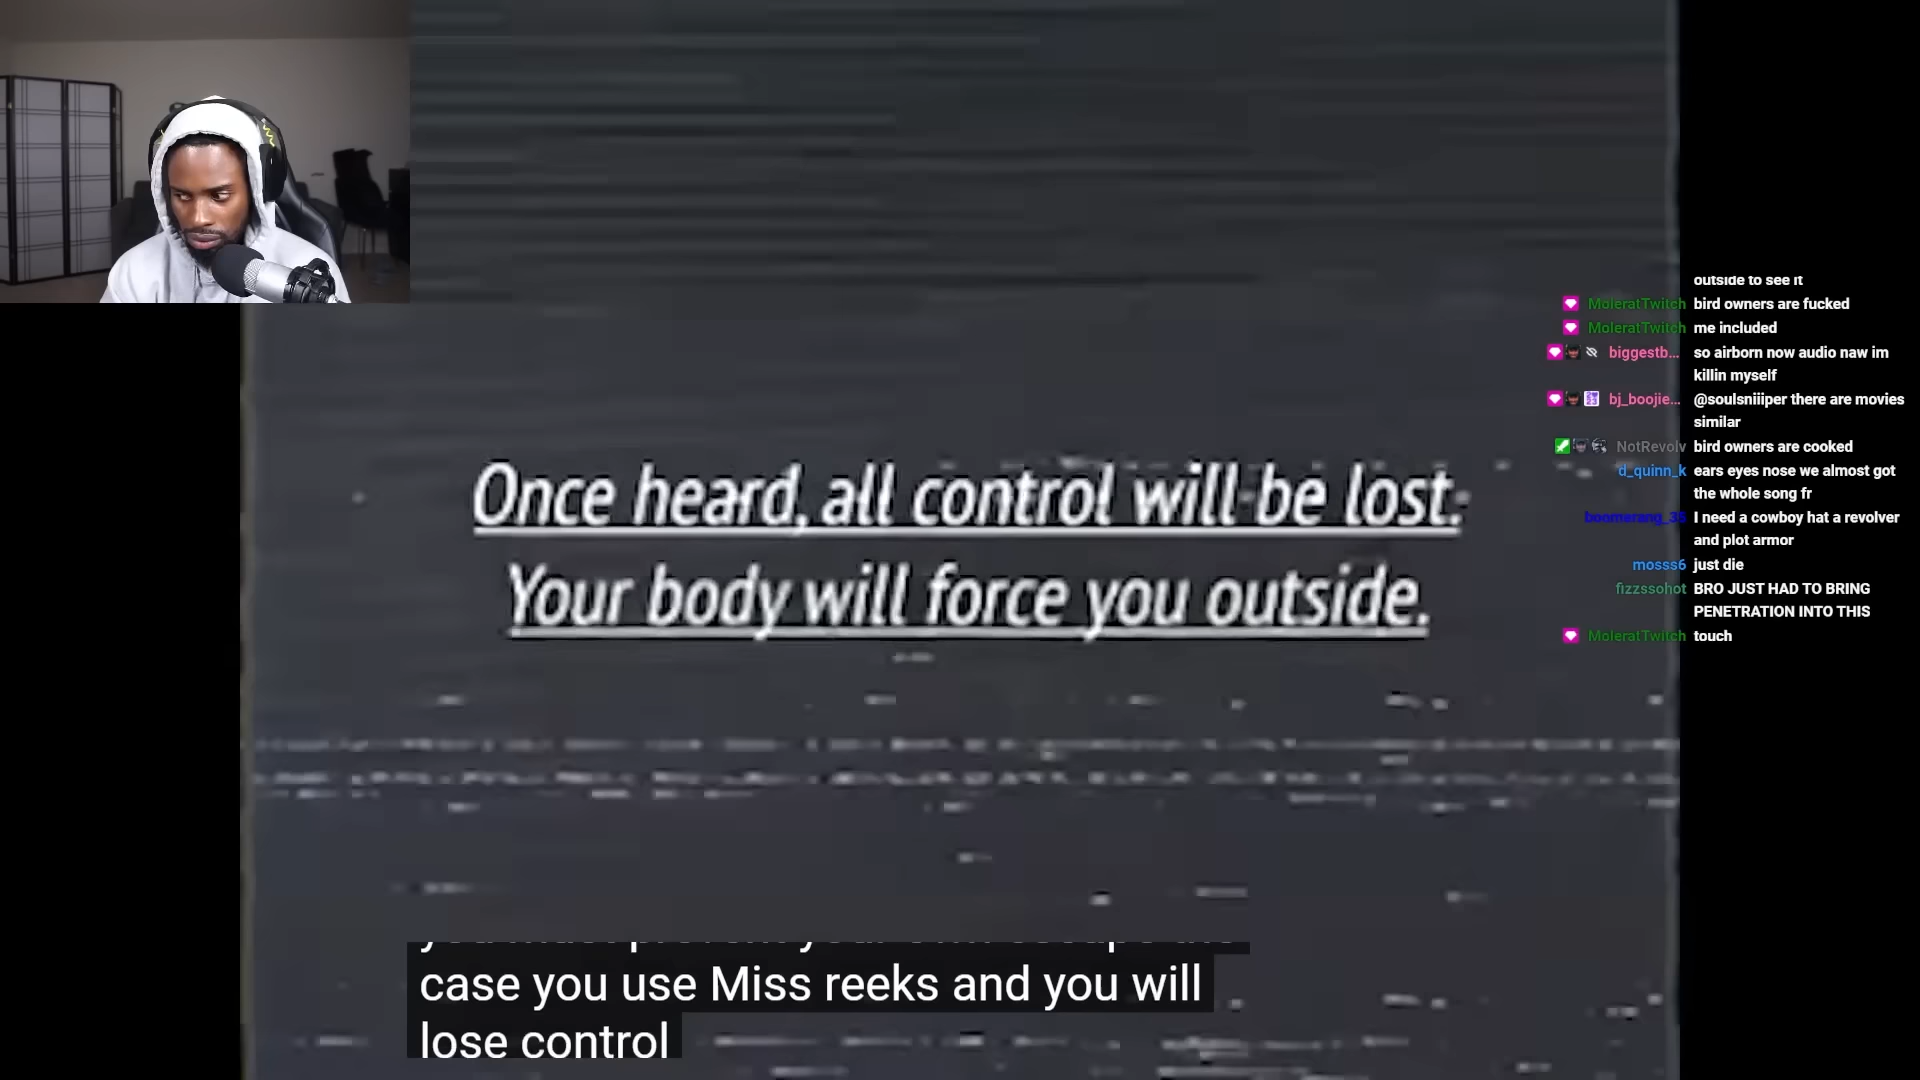 outside to see it
MoleratTwitch bird owners are fucked
MoleratTwitch me included
biggestb... so airborn now audio naw im
killin myself
bj_boojie... @soulsniiiper there are movies
similar
NotRevolv bird owners are cooked
d_quinn_k ears eyes nose we almost got
the whole song fr
boomerang_35 I need a cowboy hat a revolver
and plot armor
mosss6 just die
fizzsohot BRO JUST HAD TO BRING
PENETRATION INTO THIS
MoleratTwitch touch
Once heard, all control will be lost.
Your body will force you outside.
case you use Miss reeks and you will
lose control